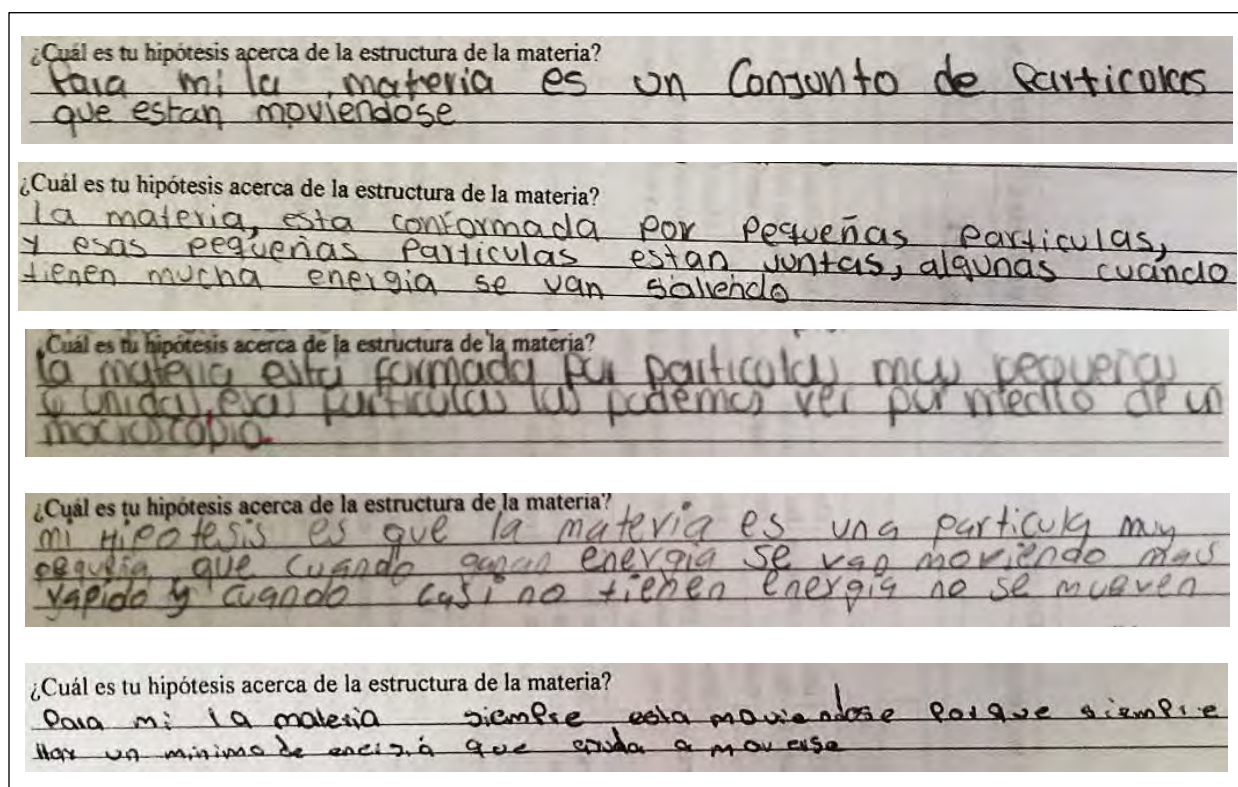 ¿Cuál es tu hipótesis acerca de la estructura de la materia?
Para mi la materia es un Conjunto de Particolas
que estan moviendose
¿Cuál es tu hipótesis acerca de la estructura de la materia?
la materia, esta conformada por pequeñas particulas,
y esas pequeñas particulas estan juntas, algunas cuándo
tienen mucha energia se van saliendo
¿Cuál es tu hipótesis acerca de la estructura de la materia?
la materia esta formada por particolas muy pequeñas
y unidas, esas particulas las podemos ver por medio de un
macroscopio.
¿Cuál es tu hipótesis acerca de la estructura de la materia?
mi Hipotesis es que la materia es una particula muy
pequeña que cuando ganan energia se van moviendo mas
rapido y cuando casi no tienen energia no se mueven
¿Cuál es tu hipótesis acerca de la estructura de la materia?
Para mi la materia siempre esta moviendose Porque siempre
Hay un minimo de energia que a moverse